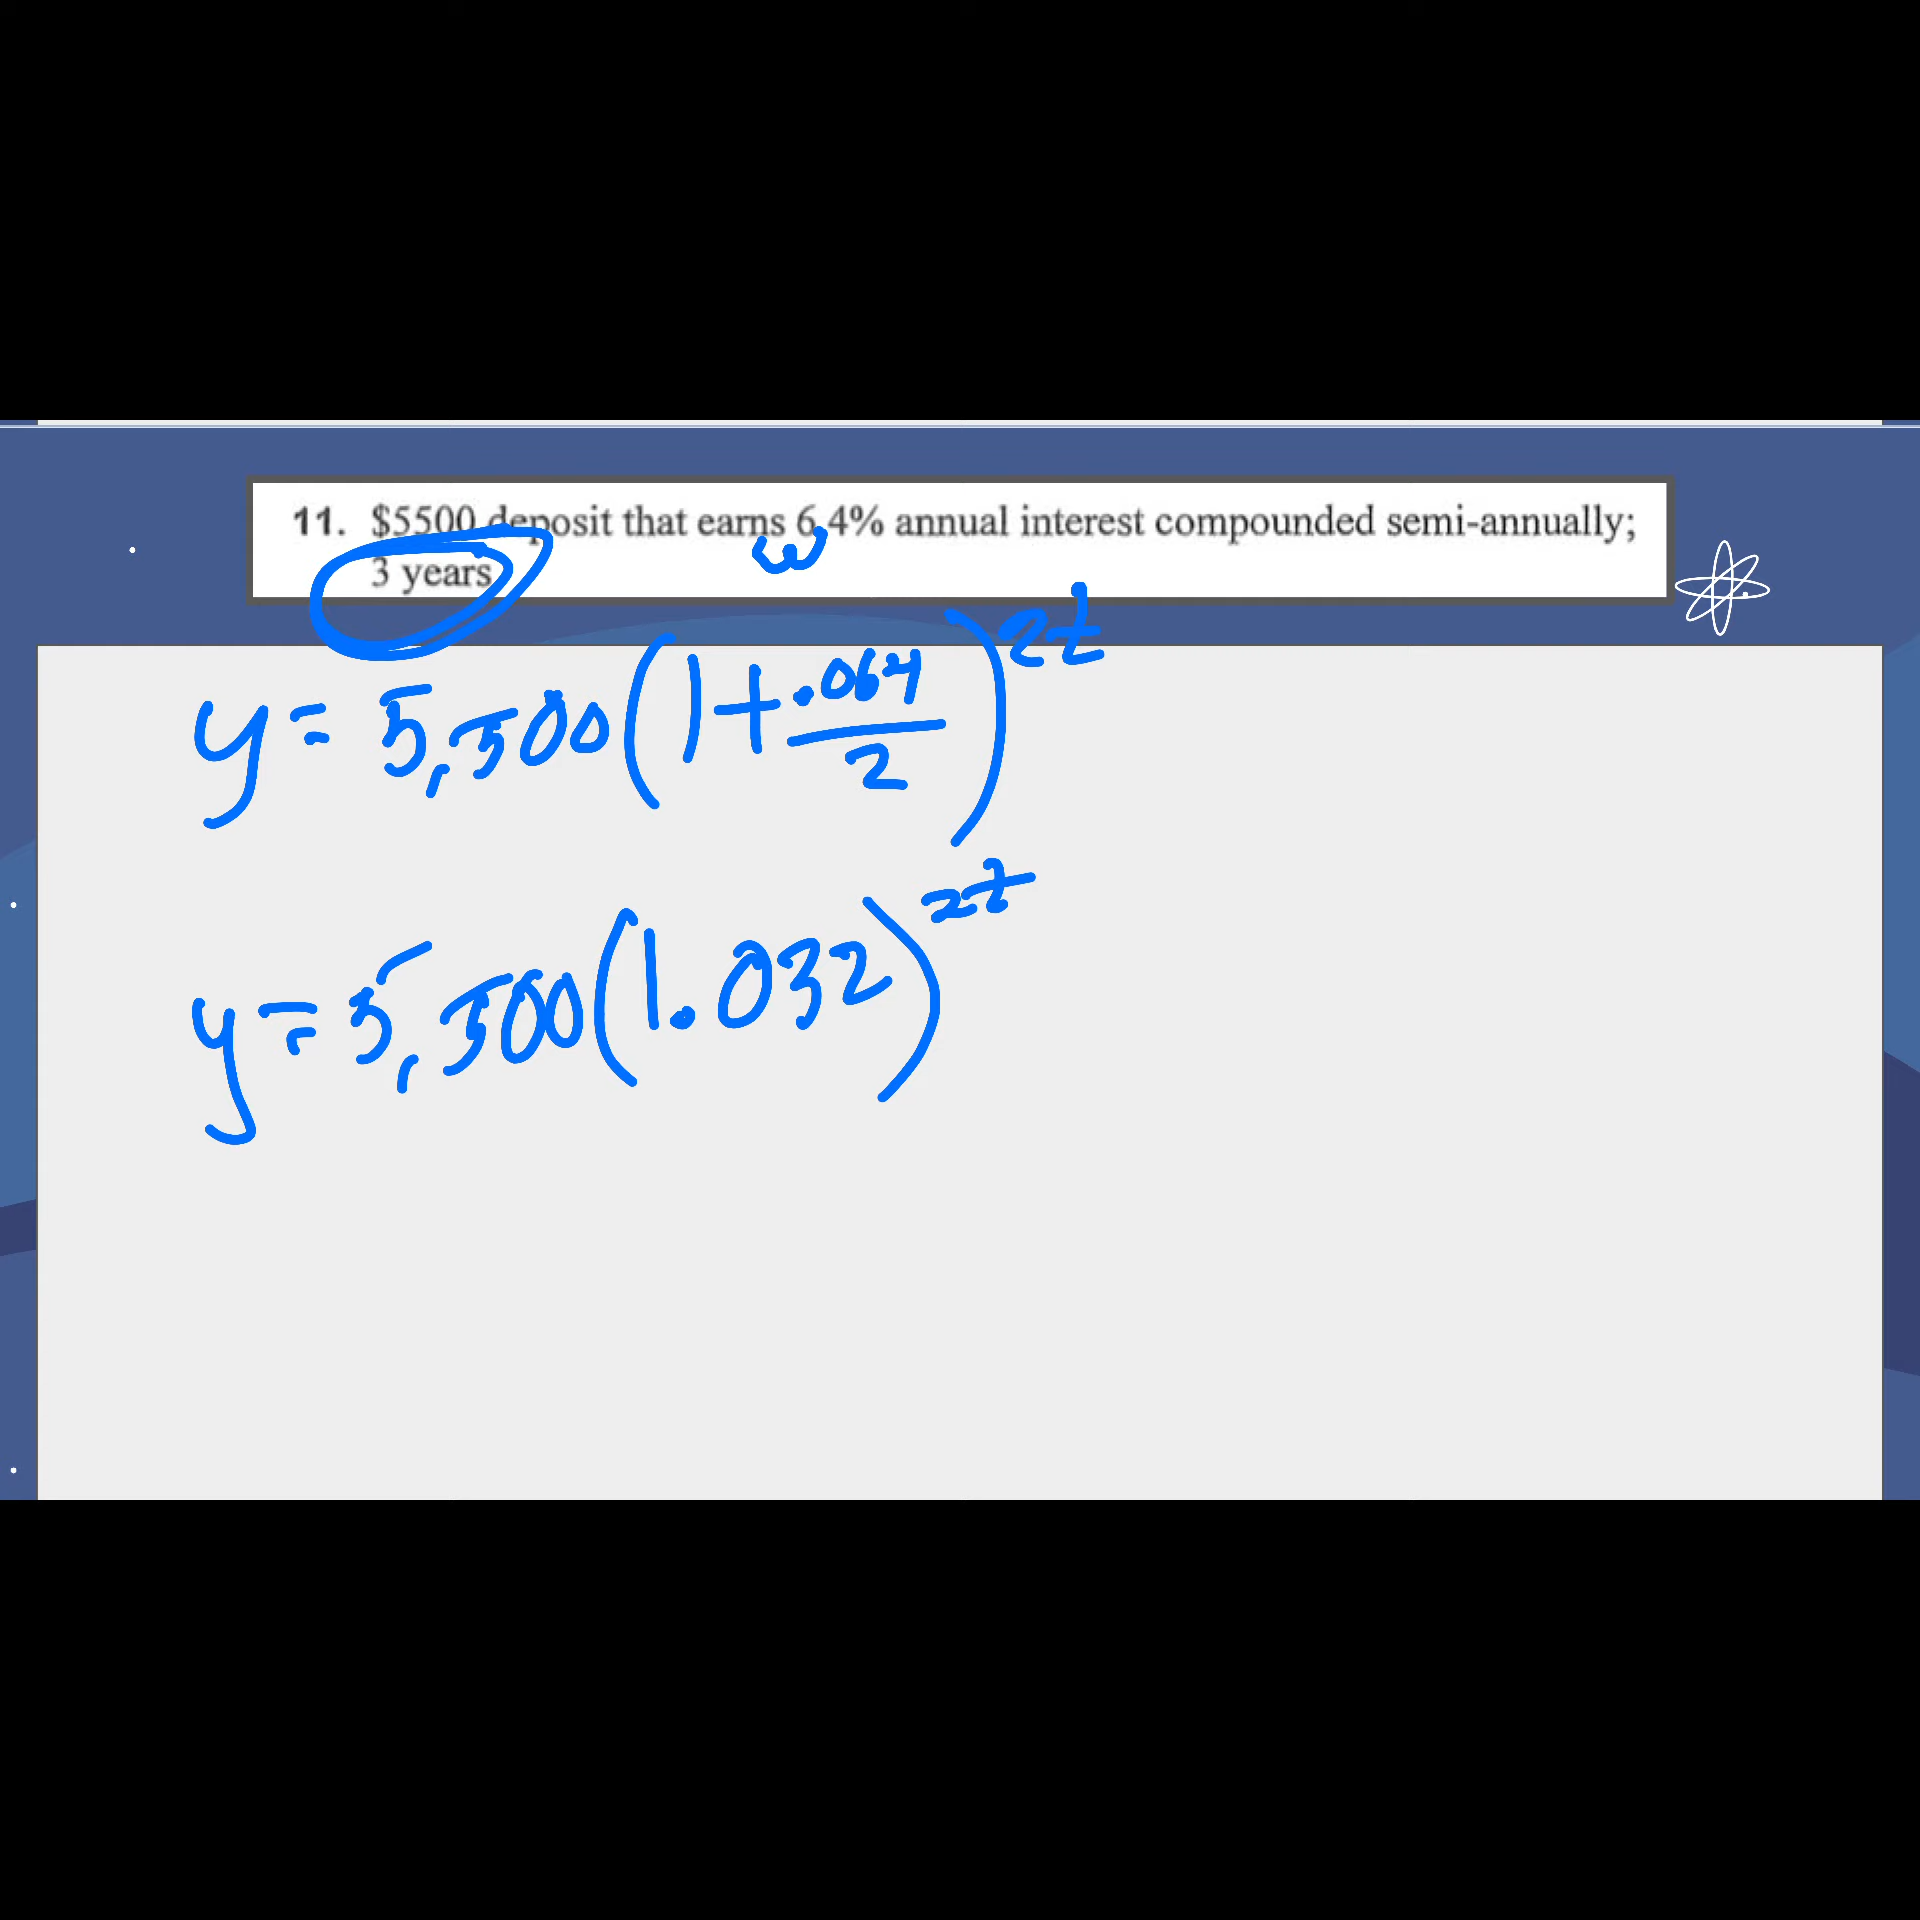 11. $5500 deposit that earns 6.4% annual interest compounded semi-annually;
3 years
y = 5,500(1+.064/2)^2t
y = 5,500(1.032)^2t